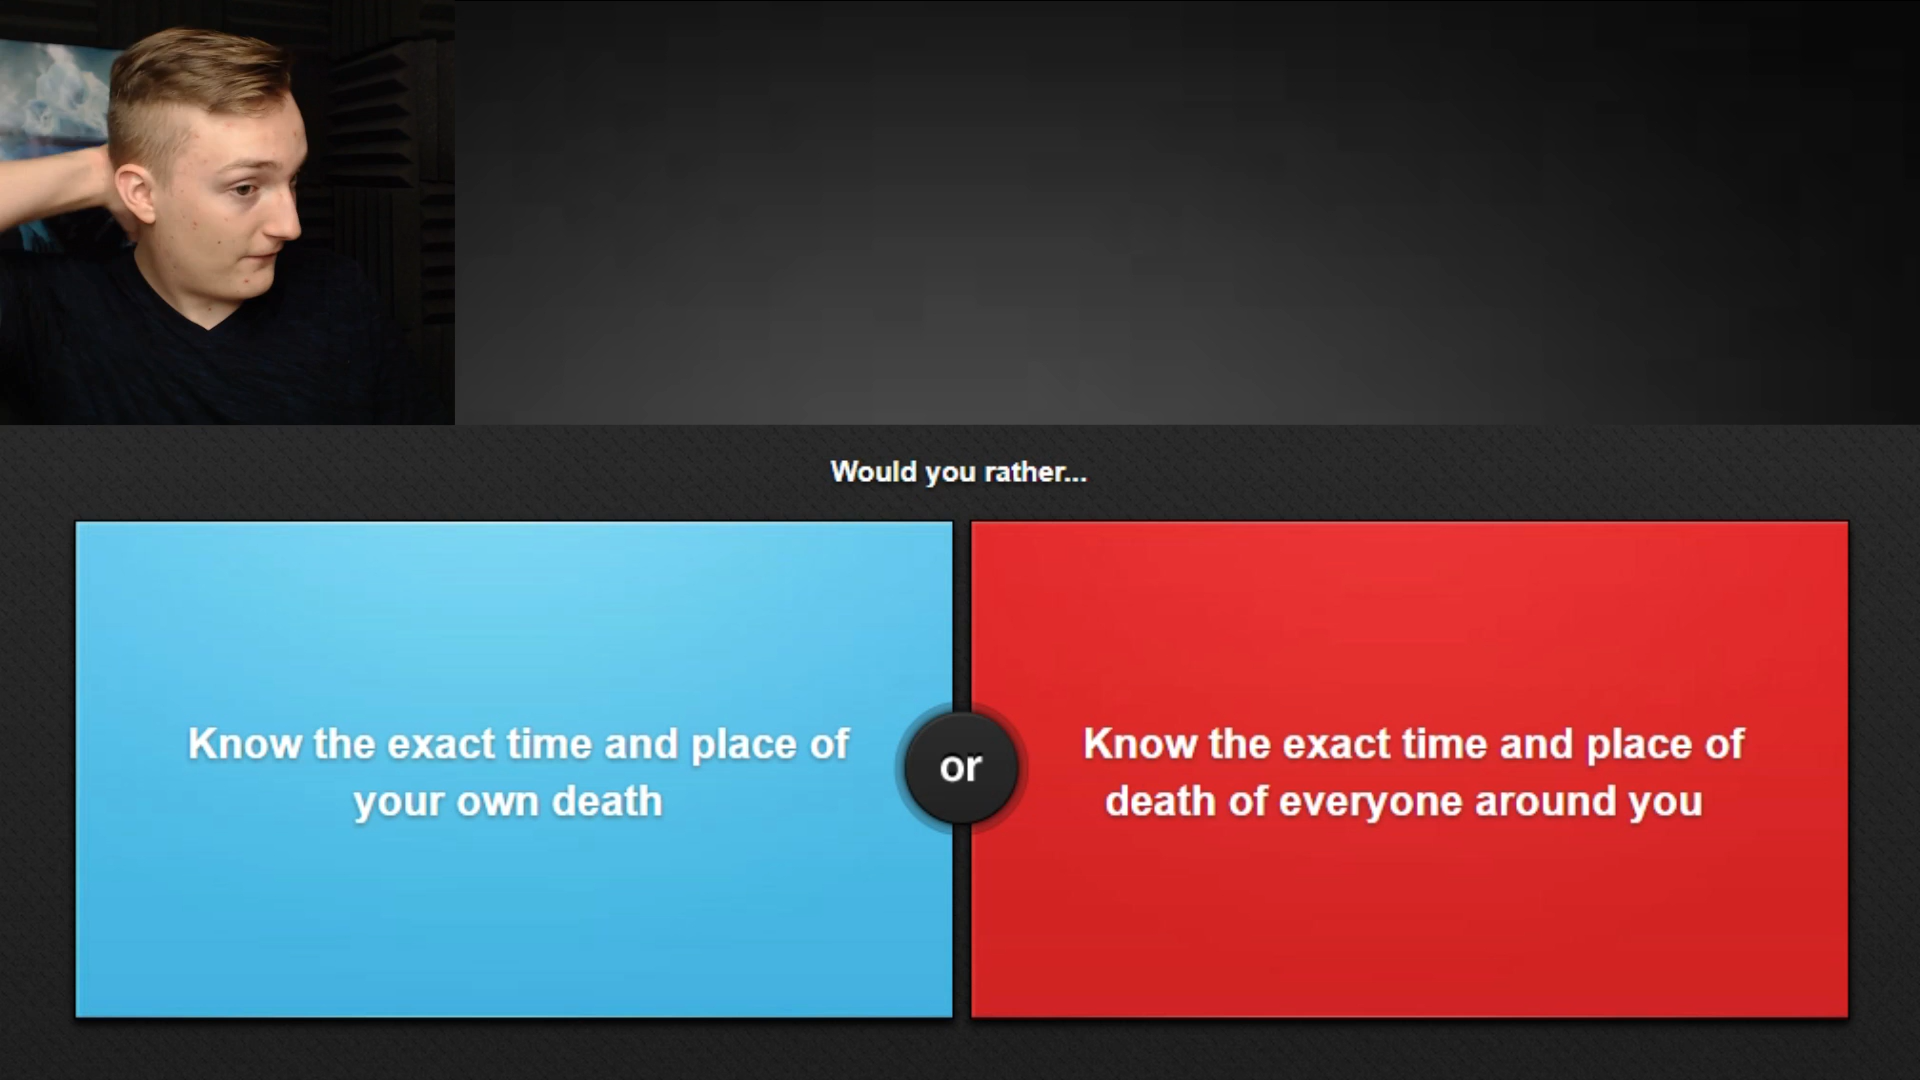 Would you rather...
Know the exact time and place of
your own death
or
Know the exact time and place of
death of everyone around you